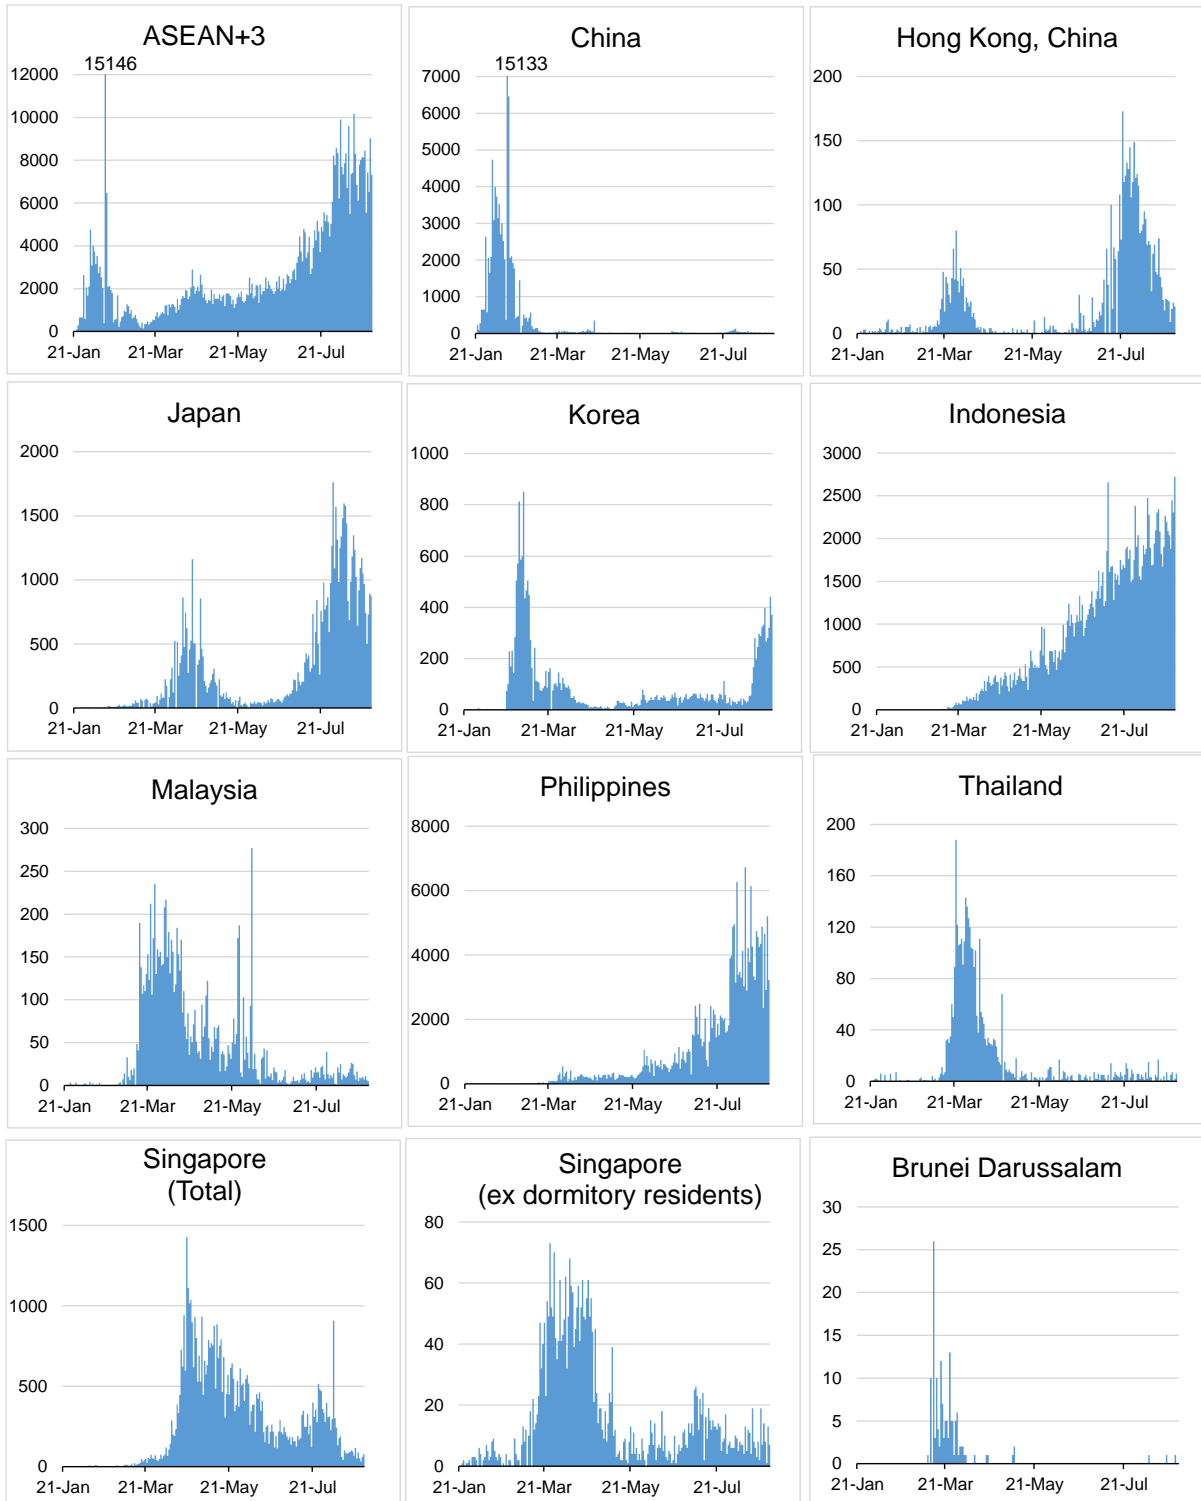 ASEAN+3
15146
12000
10000
8000
6000
4000
2000
0
21-Jan 21-Mar 21-May 21-Jul
China
15133
7000
6000
5000
4000
3000
2000
1000
0
21-Jan 21-Mar 21-May 21-Jul
Hong Kong, China
200
150
100
50
0
21-Jan 21-Mar 21-May 21-Jul
Japan
2000
1500
1000
500
0
21-Jan 21-Mar 21-May 21-Jul
Korea
1000
800
600
400
200
0
21-Jan 21-Mar 21-May 21-Jul
Indonesia
3000
2500
2000
1500
1000
500
0
21-Jan 21-Mar 21-May 21-Jul
Malaysia
300
250
200
150
100
50
0
21-Jan 21-Mar 21-May 21-Jul
Philippines
8000
6000
4000
2000
0
21-Jan 21-Mar 21-May 21-Jul
Thailand
200
160
120
80
40
0
21-Jan 21-Mar 21-May 21-Jul
Singapore
(Total)
1500
1000
500
0
21-Jan 21-Mar 21-May 21-Jul
Singapore
(ex dormitory residents)
80
60
40
20
0
21-Jan 21-Mar 21-May 21-Jul
Brunei Darussalam
30
25
20
15
10
5
0
21-Jan 21-Mar 21-May 21-Jul